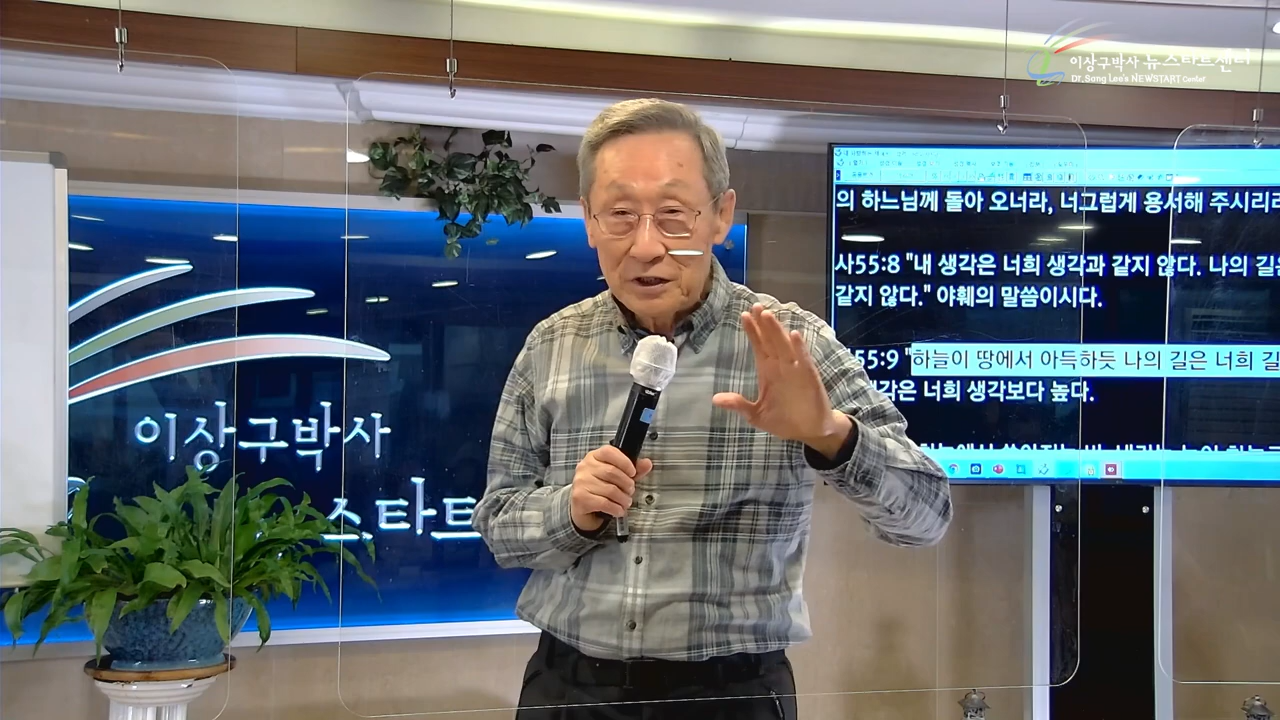 이상구박사 뉴스타트센터
Dr. Sang Lee's NEWSTART Center
이상구박사
스타트
의 하느님께 돌아 오너라, 너그럽게 용서해 주시리라
사55:8 "내 생각은 너희 생각과 같지 않다. 나의 길은
같지 않다." 야훼의 말씀이시다.
55:9 "하늘이 땅에서 아득하듯 나의 길은 너희 길
생각은 너희 생각보다 높다.